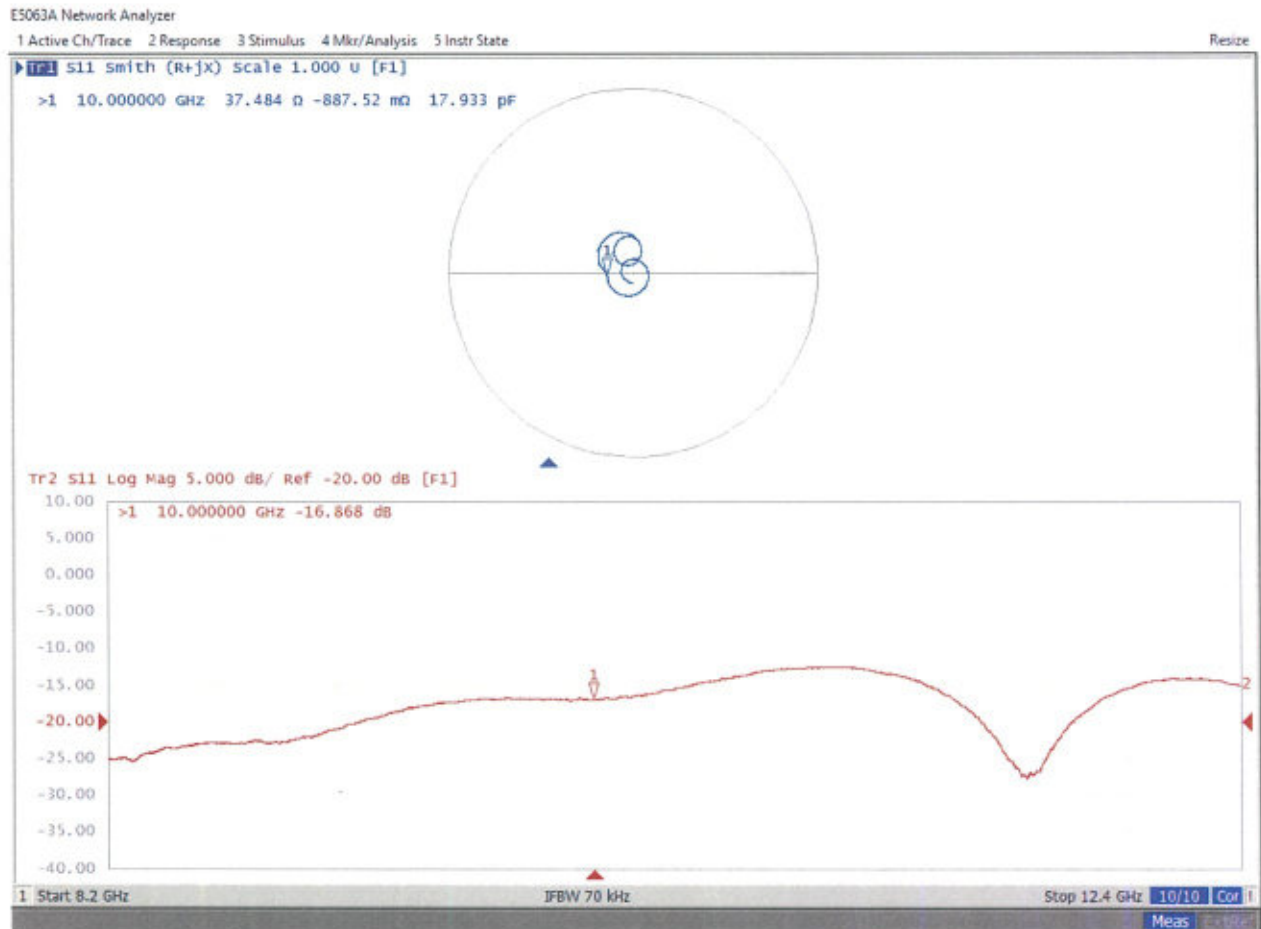 E5063A Network Analyzer
1 Active Ch/Trace 2 Response 3 Stimulus 4 Mkr/Analysis 5 Instr State Resize
Tr1 S11 Smith (R+jX) Scale 1.000 U [F1]
>1 10.000000 GHz 37.484 Ω -887.52 mΩ 17.933 pF
1
Tr2 S11 Log Mag 5.000 dB/ Ref -20.00 dB [F1]
10.00
>1 10.000000 GHz -16.868 dB
5.000
0.000
-5.000
-10.00
1
-15.00
2
-20.00
-25.00
-30.00
-35.00
-40.00
1 Start 8.2 GHz IFBW 70 kHz Stop 12.4 GHz 10/10 Cor !
Meas